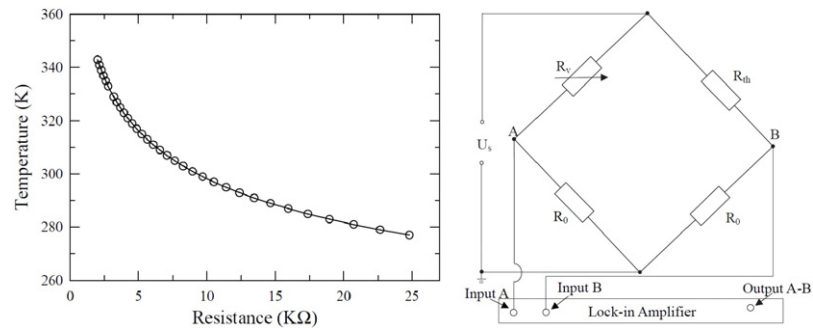 360
340
320
300
280
260
Temperature (K)
0
5
10
15
20
25
Resistance (KΩ)
Rv
Rth
A
B
Us
R0
R0
Input A
Input B
Output A-B
Lock-in Amplifier